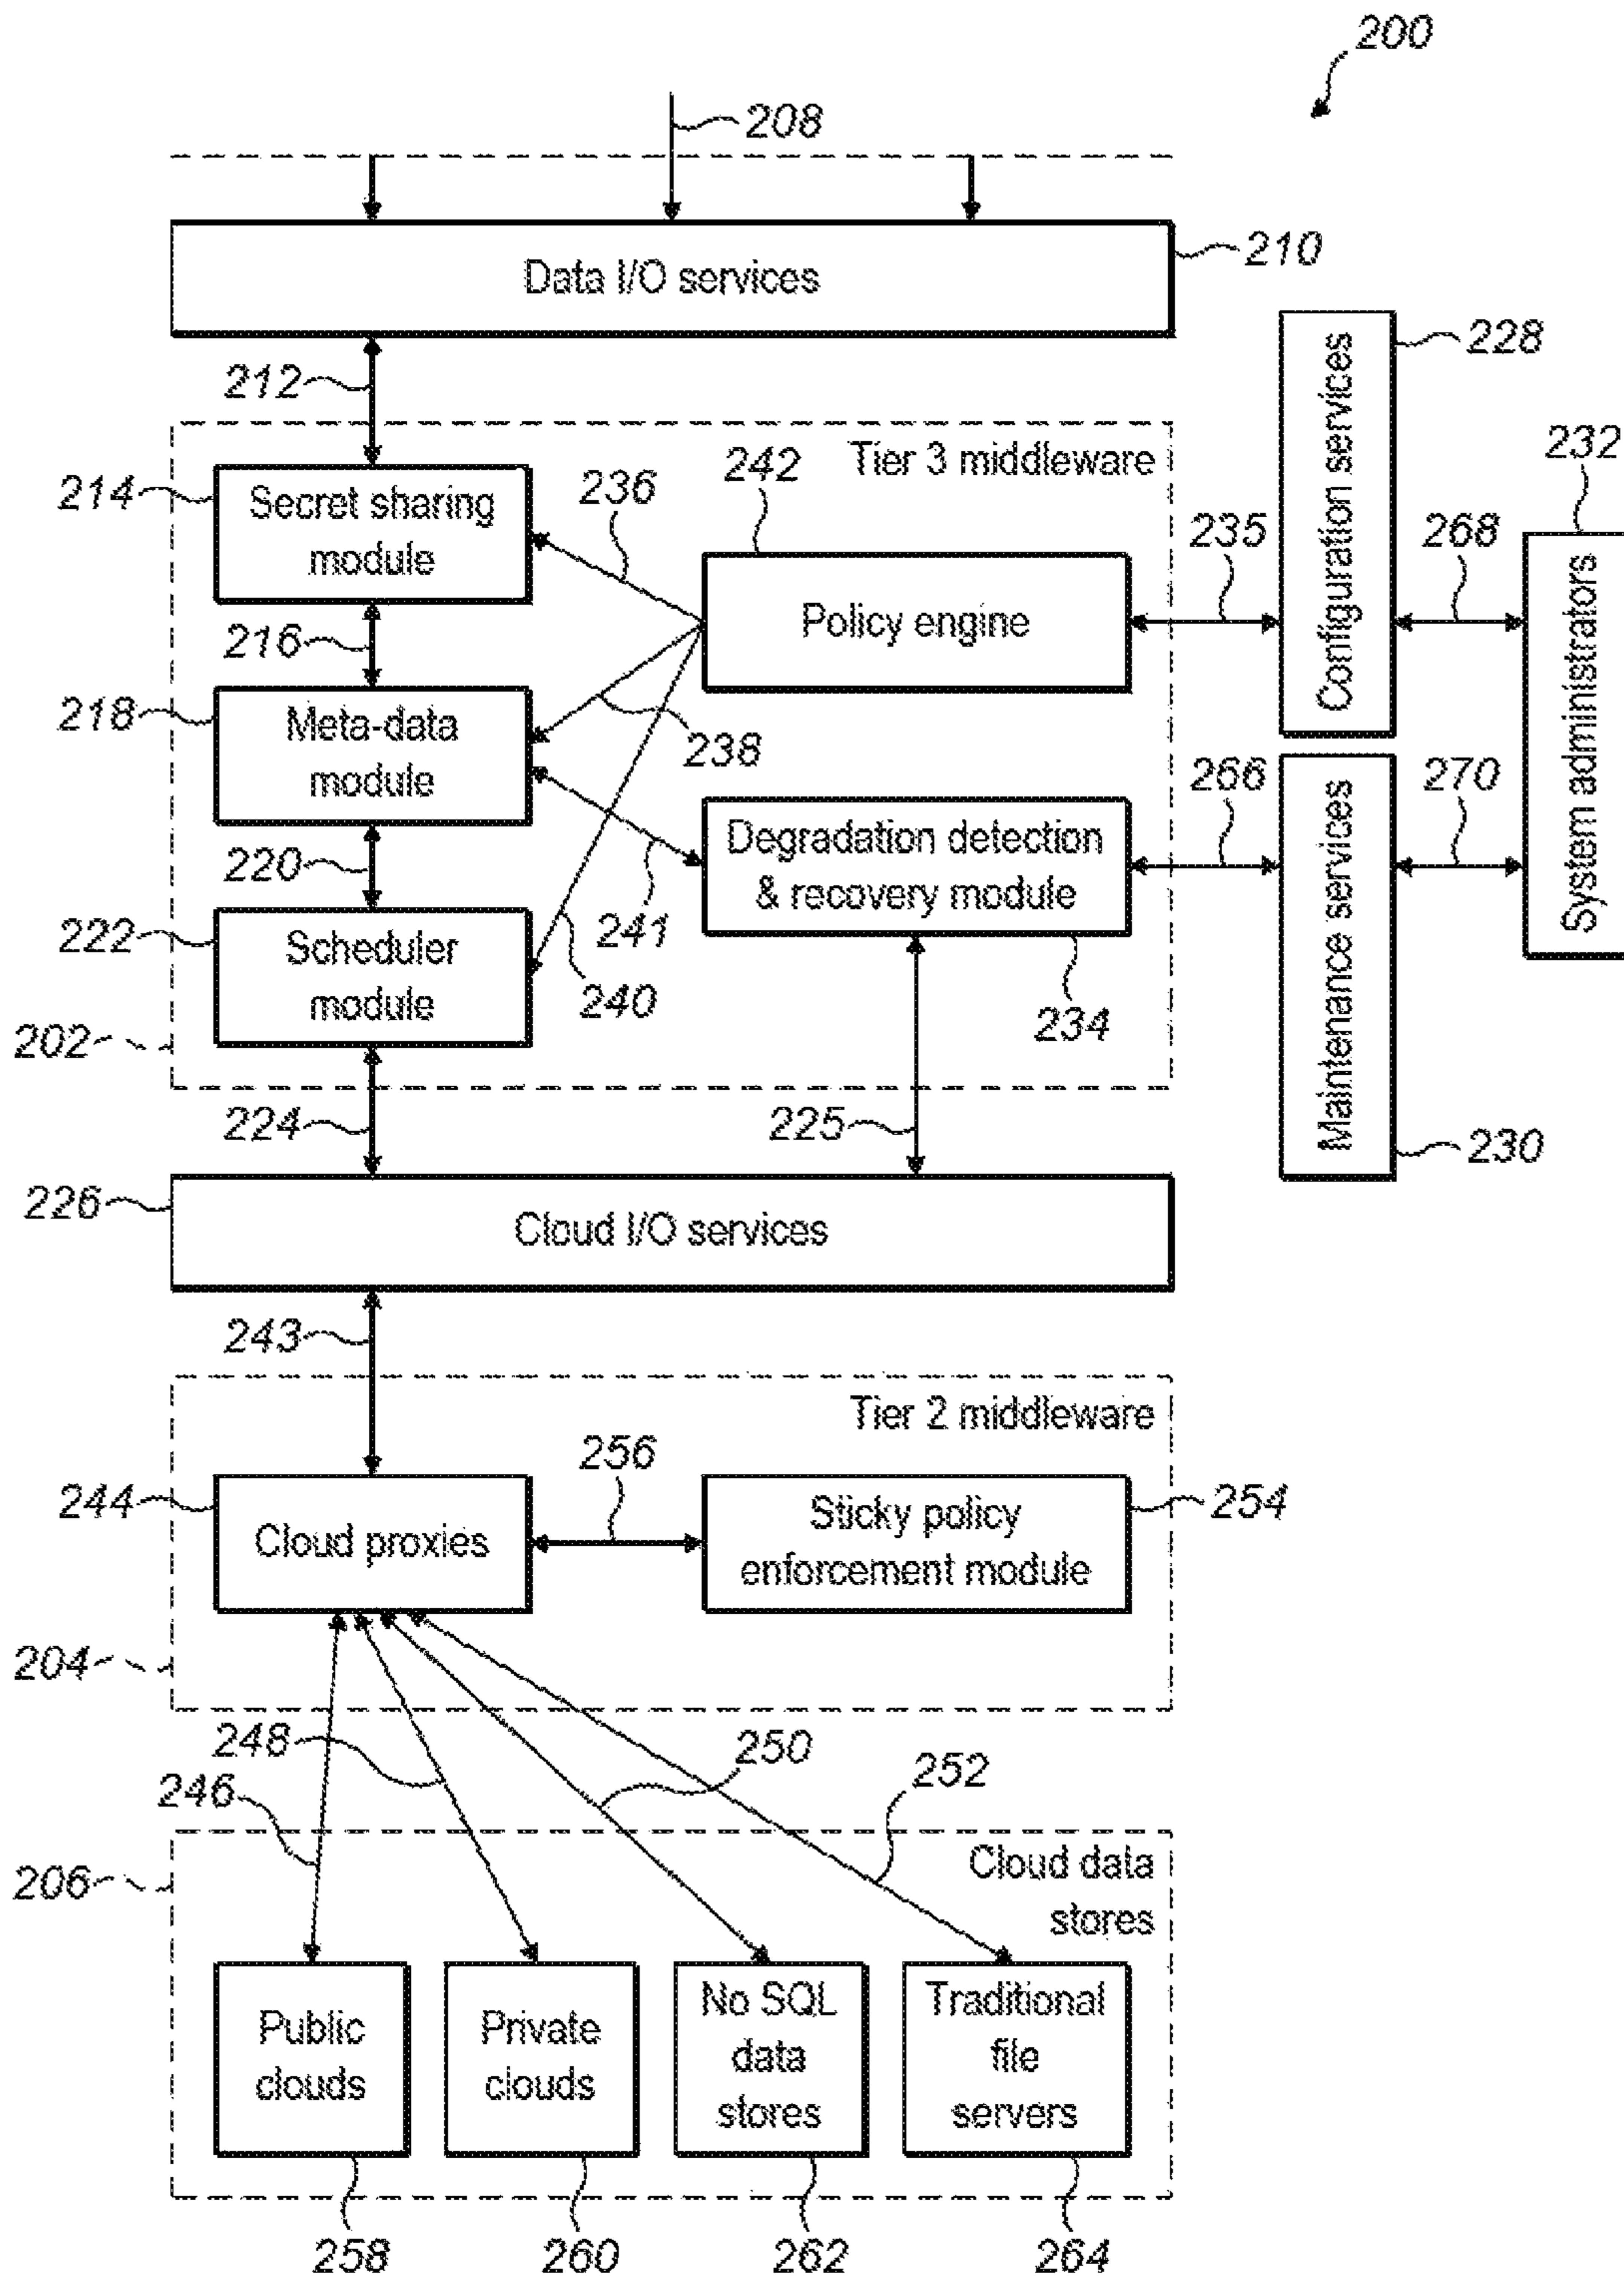 200
208
Data I/O services
210
212
228
Configuration services
Tier 3 middleware
214
Secret sharing
module
236
242
Policy engine
235
268
232
System administrators
216
218
Meta-data
module
238
266
270
Degradation detection
& recovery module
220
241
222
Scheduler
module
240
234
Maintenance services
230
202
224
225
226
Cloud I/O services
243
Tier 2 middleware
244
Cloud proxies
256
Sticky policy
enforcement module
254
204
248
250
252
246
206
Cloud data
stores
Public
clouds
Private
clouds
No SQL
data
stores
Traditional
file
servers
258
260
262
264